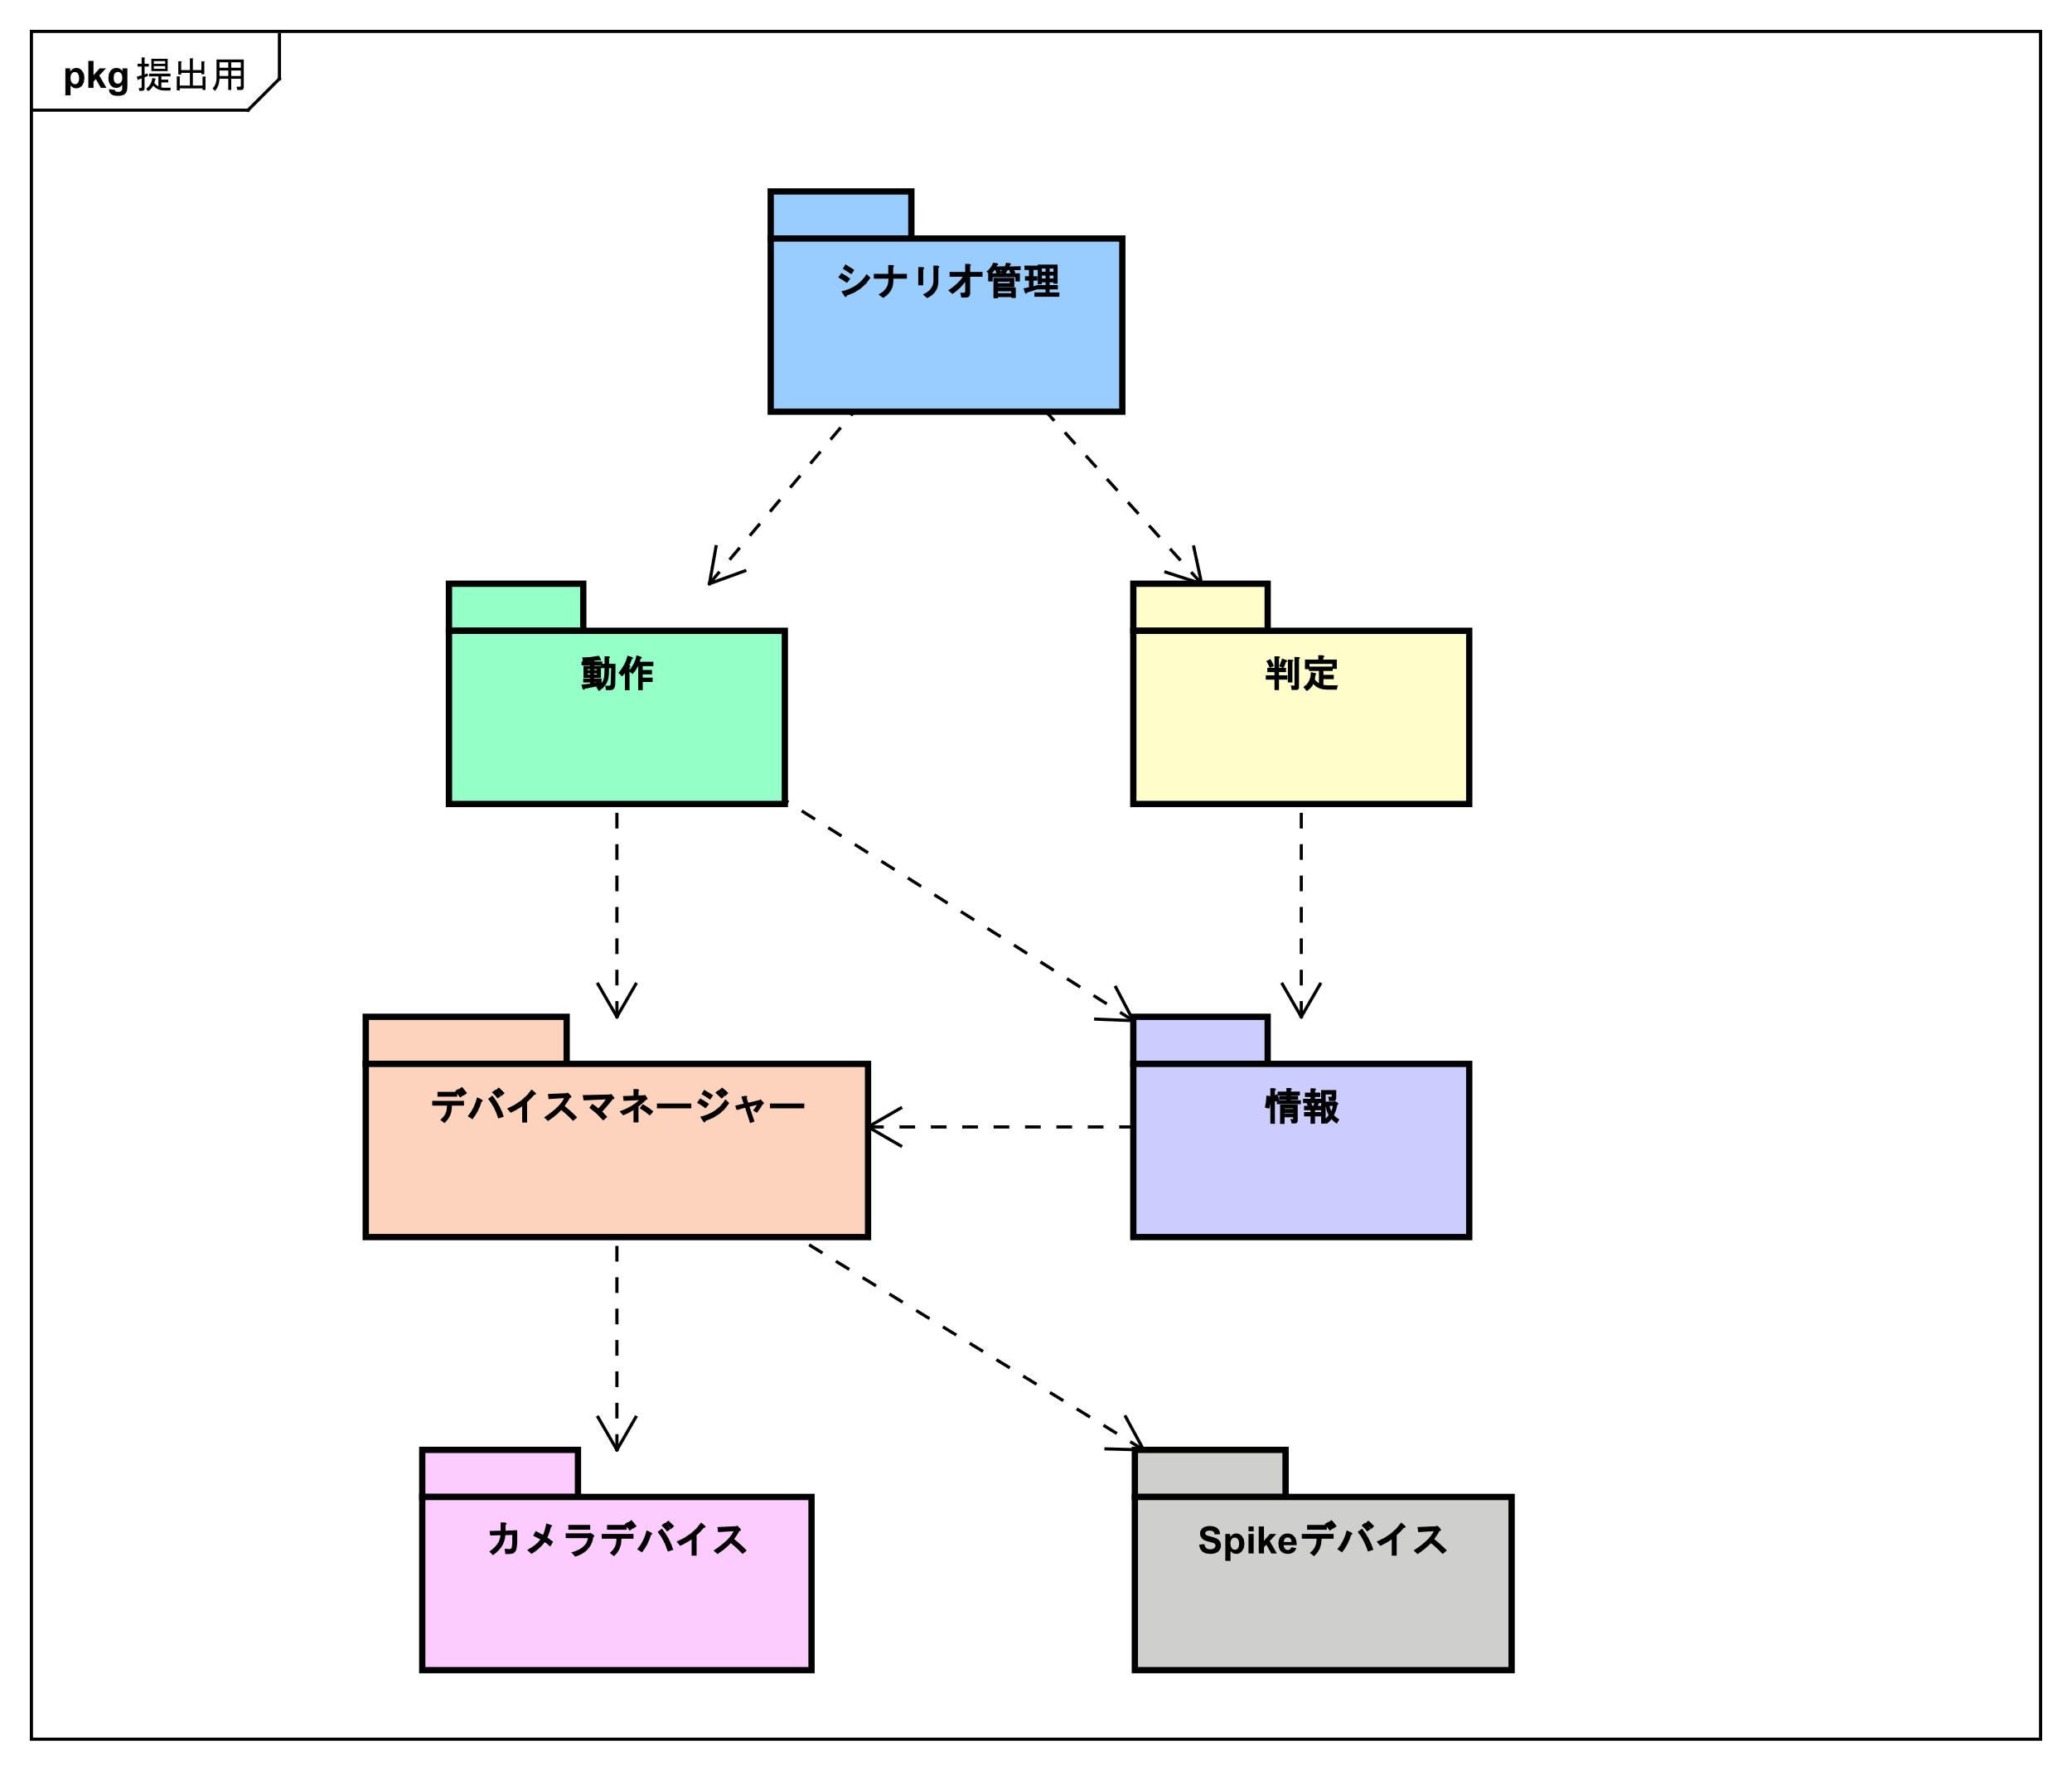 pkg 提出用
シナリオ管理
動作
判定
デバイスマネージャー
情報
カメラデバイス
Spikeデバイス